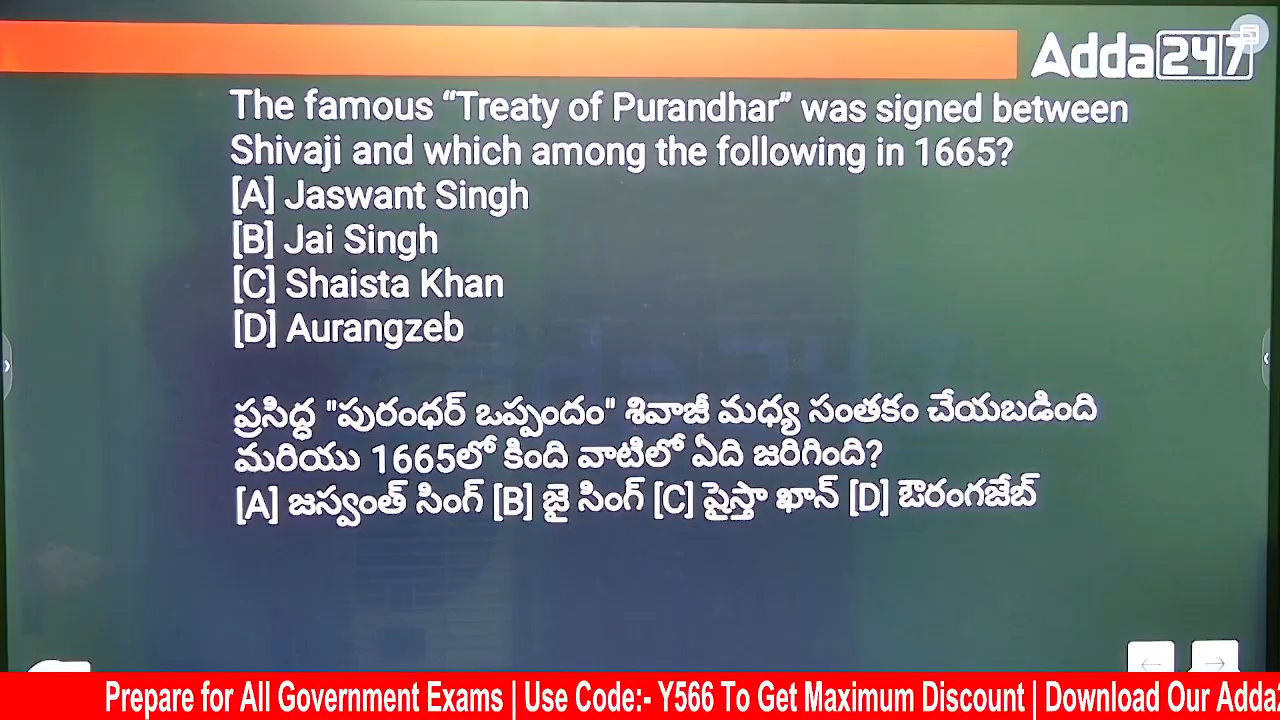 Adda247
The famous “Treaty of Purandhar” was signed between
Shivaji and which among the following in 1665?
[A] Jaswant Singh
[B] Jai Singh
[C] Shaista Khan
[D] Aurangzeb
ప్రసిద్ధ "పురంధర్ ఒప్పందం" శివాజీ మధ్య సంతకం చేయబడింది
మరియు 1665లో కింది వాటిలో ఏది జరిగింది?
[A] జస్వంత్ సింగ్ [B] జై సింగ్ [C] షైస్తా ఖాన్ [D] ఔరంగజేబ్
Prepare for All Government Exams | Use Code:- Y566 To Get Maximum Discount | Download Our Adda2